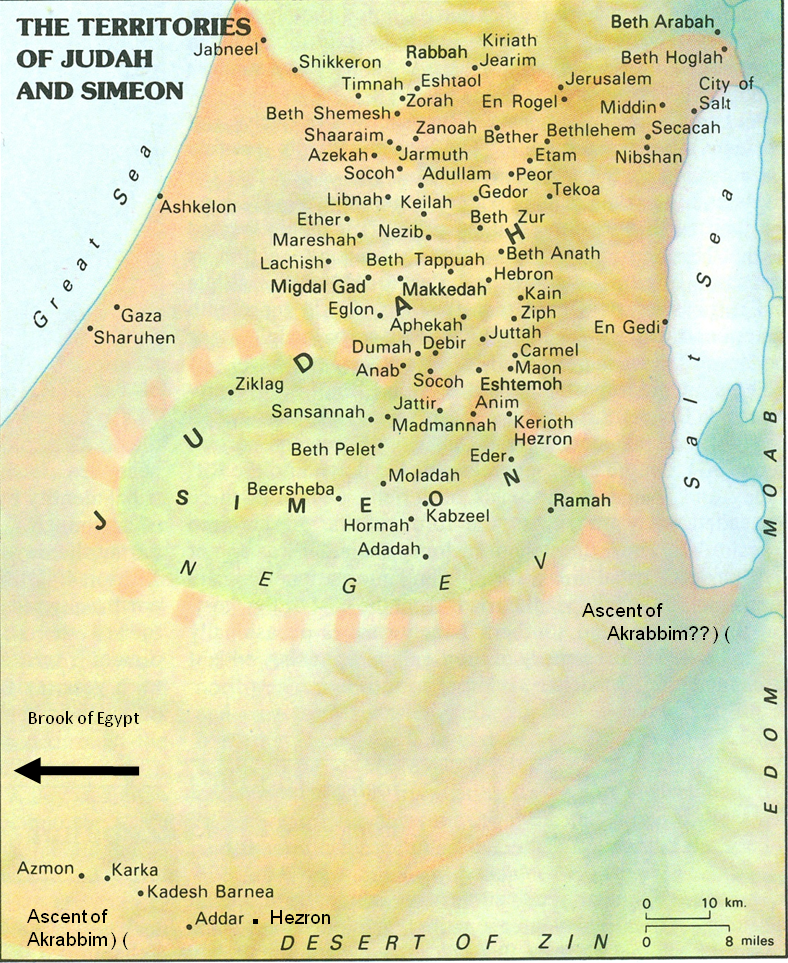 THE TERRITORIES
OF JUDAH
AND SIMEON
Jabneel
Shikkeron
Rabbah
Kiriath
Jearim
Beth Arabah
Beth Hoglah
Timnah
Eshtaol
Jerusalem
City of
Salt
Zorah
En Rogel
Middin
Beth Shemesh
Shaaraim
Zanoah
Bether
Bethlehem
Secacah
Azekah
Jarmuth
Etam
Nibshan
Socoh
Adullam
Peor
Great Sea
Ashkelon
Libnah
Keilah
Gedor
Tekoa
Ether
Beth Zur
Mareshah
Nezib
Lachish
Beth Tappuah
Beth Anath
Hebron
Migdal Gad
Makkedah
Kain
Eglon
Ziph
Gaza
Aphekah
En Gedi
Sharuhen
Juttah
Dumah
Debir
Carmel
Anab
Socoh
Maon
Eshtemoh
Ziklag
Jattir
Anim
Sansannah
Madmannah
Kerioth
Hezron
Beth Pelet
Eder
Moladah
Beersheba
Kabzeel
Ramah
Hormah
Adadah
JUDAH
SIMEON
NEGEV
Salt Sea
MOAB
Ascent of
Akrabbim??) (
EDOM
Brook of Egypt
Azmon
Karka
Kadesh Barnea
Ascent of
Akrabbim) (
Addar
Hezron
DESERT OF ZIN
0 10 km.
0 8 miles